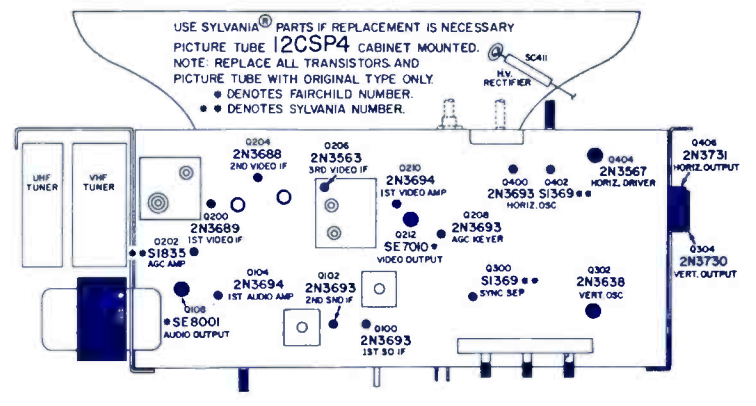 USE SYLVANIA® PARTS IF REPLACEMENT IS NECESSARY
PICTURE TUBE 12CSP4 CABINET MOUNTED.
NOTE: REPLACE ALL TRANSISTORS AND
PICTURE TUBE WITH ORIGINAL TYPE ONLY.
* DENOTES FAIRCHILD NUMBER.
* * DENOTES SYLVANIA NUMBER.
SC411
H.V.
RECTIFIER
UHF
TUNER
VHF
TUNER
Q204
2N3688
2ND VIDEO IF
Q206
2N3563
3RD VIDEO IF
Q210
2N3694
1ST VIDEO AMP
Q400
2N3693
HORIZ. OSC
Q402
S1369 * *
Q404
2N3567
HORIZ. DRIVER
Q406
2N3731
HORIZ. OUTPUT
Q200
2N3689
1ST VIDEO IF
Q202
* * S1835
AGC AMP
Q212
SE7010 *
VIDEO OUTPUT
Q208
2N3693
AGC KEYER
Q304
2N3730
VERT. OUTPUT
Q104
2N3694
1ST AUDIO AMP
Q102
2N3693
2ND SND IF
Q300
S1369 * *
SYNC SEP
Q302
2N3638
VERT OSC
Q106
* SE8001
AUDIO OUTPUT
Q100
2N3693
1ST SD IF